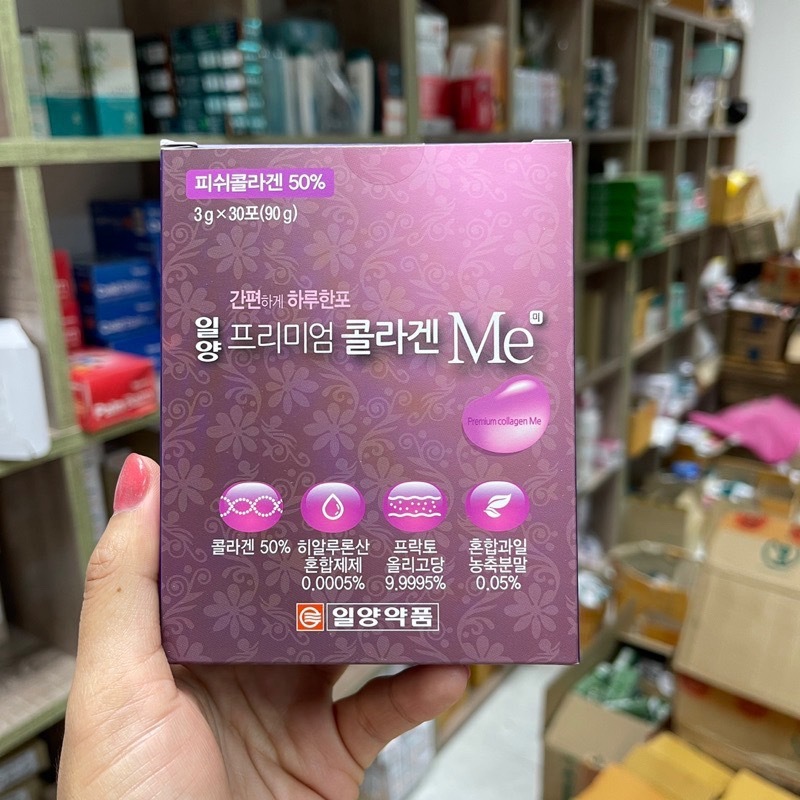 피쉬콜라겐 50%
3g×30포(90g)
간편하게 하루한포
일양 프리미엄 콜라겐 Me 미
Premium collagen Me
콜라겐 50%
히알루론산
혼합제제
0.0005%
프락토
올리고당
9.9995%
혼합과일
농축분말
0.05%
일양약품